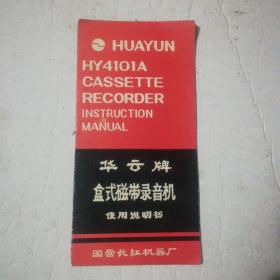 HUAYUN
HY4101A
CASSETTE
RECORDER
INSTRUCTION
MANUAL
华云牌
盒式磁带录音机
使用说明书
国营长红机器厂